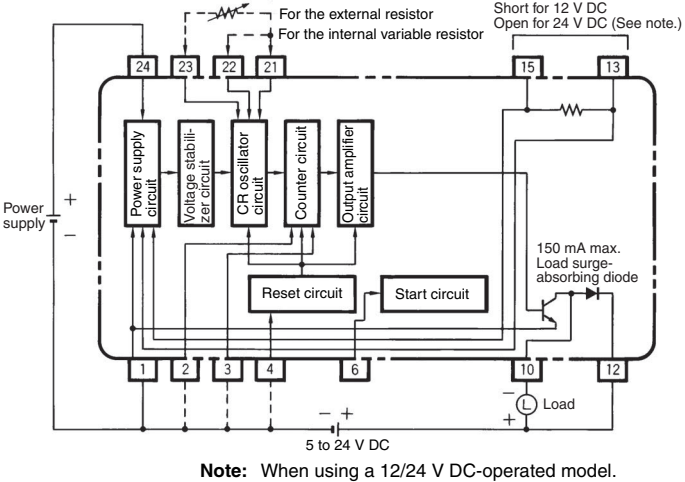 For the external resistor
For the internal variable resistor
Short for 12 V DC
Open for 24 V DC (See note.)
24
23
22
21
15
13
Power supply
circuit
Voltage stabili-
zer circuit
CR oscillator
circuit
Counter circuit
Output amplifier
circuit
Power
supply
+
−
150 mA max.
Load surge-
absorbing diode
Reset circuit
Start circuit
1
2
3
4
6
10
12
−
L
Load
+
− +
5 to 24 V DC
Note: When using a 12/24 V DC-operated model.